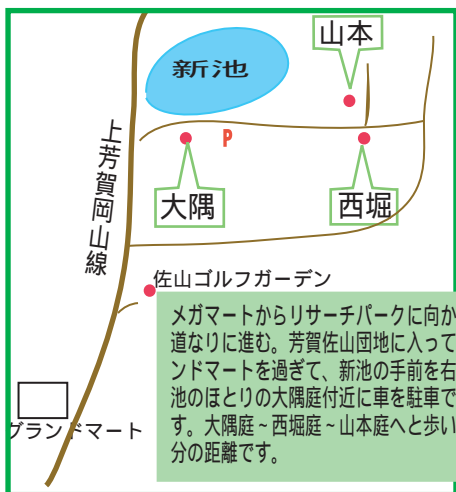 山本
新池
P
上芳賀岡山線
大隅
西堀
佐山ゴルフガーデン
メガマートからリサーチパークに向か
道なりに進む。芳賀佐山団地に入って
ンドマートを過ぎて、新池の手前を右
池のほとりの大隅庭付近に車を駐車で
す。大隅庭~西堀庭~山本庭へと歩い
分の距離です。
グランドマート